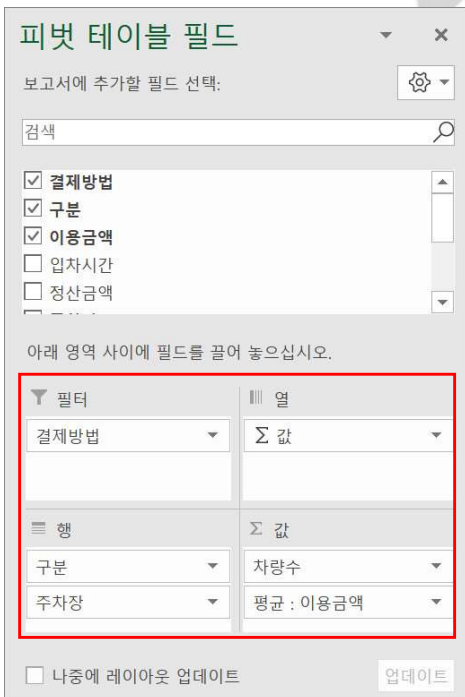 피벗 테이블 필드
보고서에 추가할 필드 선택:
검색
결제방법
구분
이용금액
입차시간
정산금액
아래 영역 사이에 필드를 끌어 놓으십시오.
필터
결제방법
열
Σ 값
행
구분
주차장
Σ 값
차량수
평균 : 이용금액
나중에 레이아웃 업데이트
업데이트